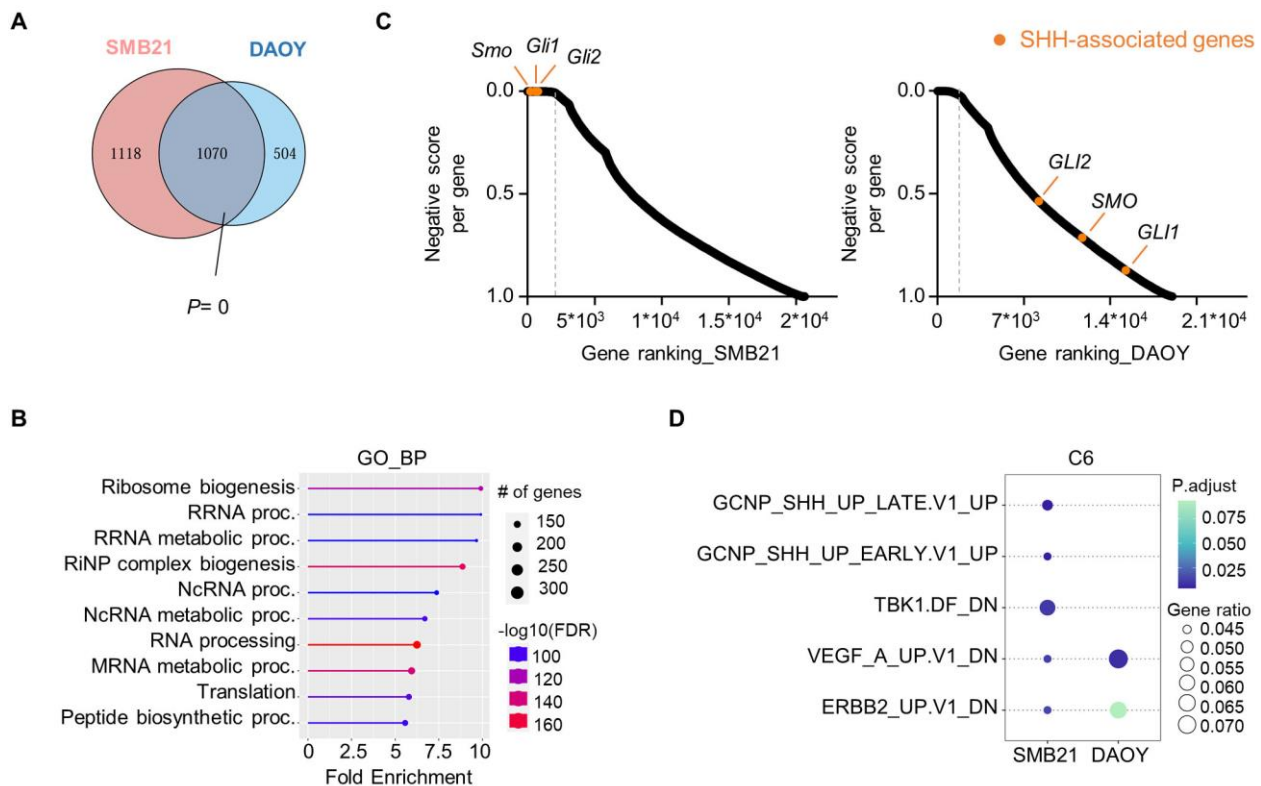 A
SMB21
DAOY
1118
1070
504
P= 0
C
SHH-associated genes
Smo
Gli1
Gli2
0.0
0.5
1.0
Negative score
per gene
0
5*10³
1*10⁴
1.5*10⁴
2*10⁴
Gene ranking_SMB21
0.0
0.5
1.0
Negative score
per gene
GLI2
SMO
GLI1
0
7*10³
1.4*10⁴
2.1*10⁴
Gene ranking_DAOY
B
GO_BP
Ribosome biogenesis
RRNA proc.
RRNA metabolic proc.
RiNP complex biogenesis
NcRNA proc.
NcRNA metabolic proc.
RNA processing
MRNA metabolic proc.
Translation
Peptide biosynthetic proc.
0
2.5
5
7.5
10
Fold Enrichment
# of genes
150
200
250
300
-log10(FDR)
100
120
140
160
D
C6
GCNP_SHH_UP_LATE.V1_UP
GCNP_SHH_UP_EARLY.V1_UP
TBK1.DF_DN
VEGF_A_UP.V1_DN
ERBB2_UP.V1_DN
SMB21
DAOY
P.adjust
0.075
0.050
0.025
Gene ratio
0.045
0.050
0.055
0.060
0.065
0.070